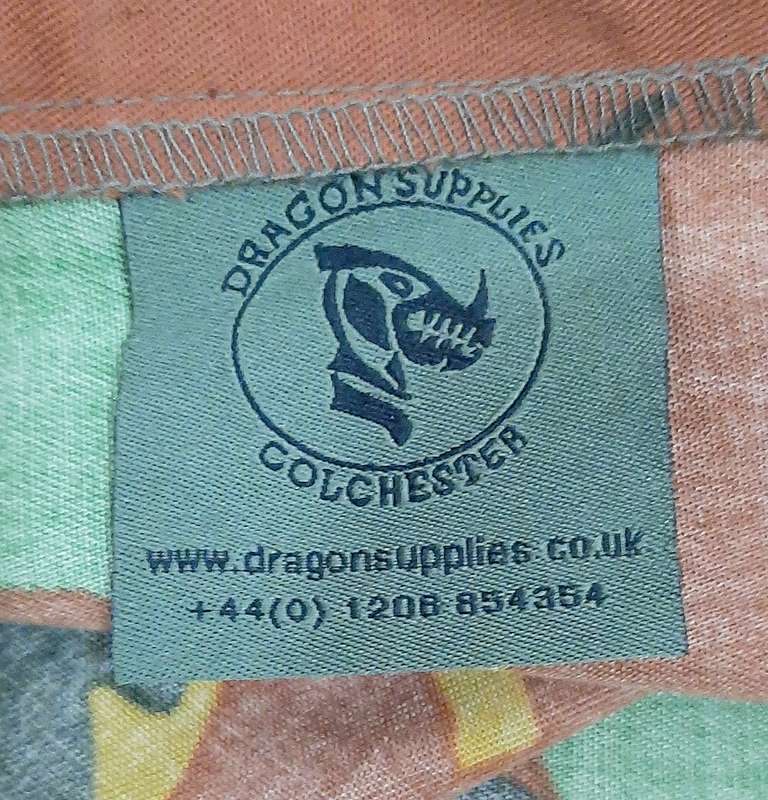 DRAGON SUPPLIES
COLCHESTER
www.dragonsupplies.co.uk
+44(0) 1206 854354